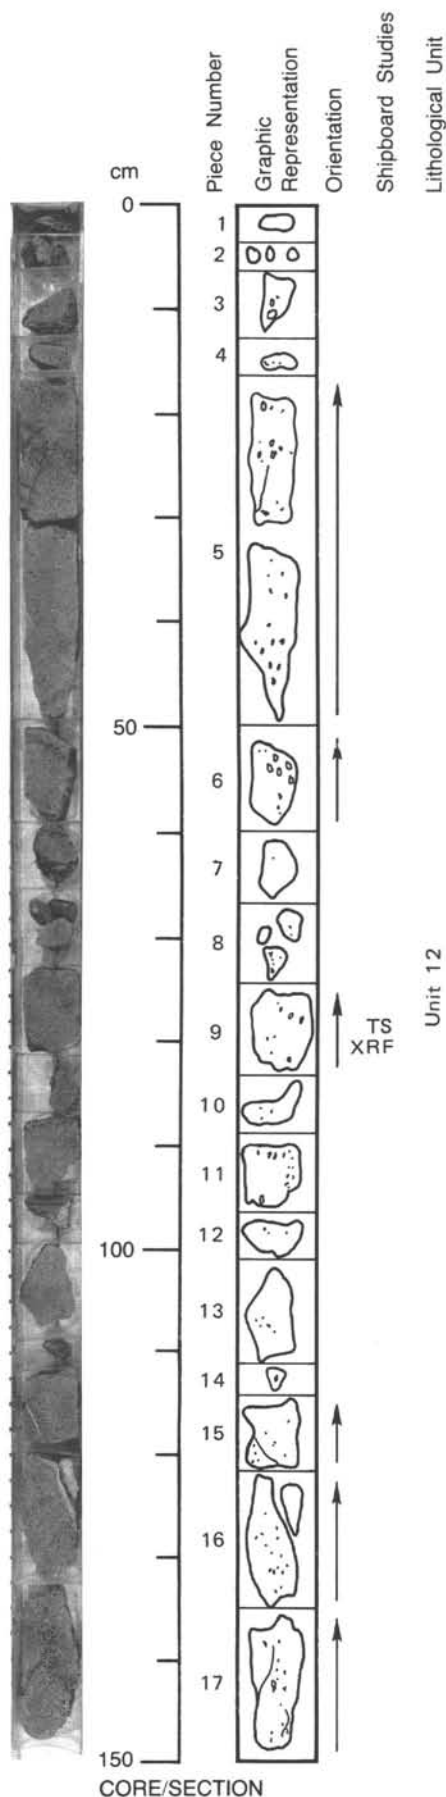 cm
Piece Number
Graphic
Representation
Orientation
Shipboard Studies
Lithological Unit
0
1
2
3
4
5
50
6
7
8
9
TS
XRF
Unit 12
10
11
100
12
13
14
15
16
17
150
CORE/SECTION